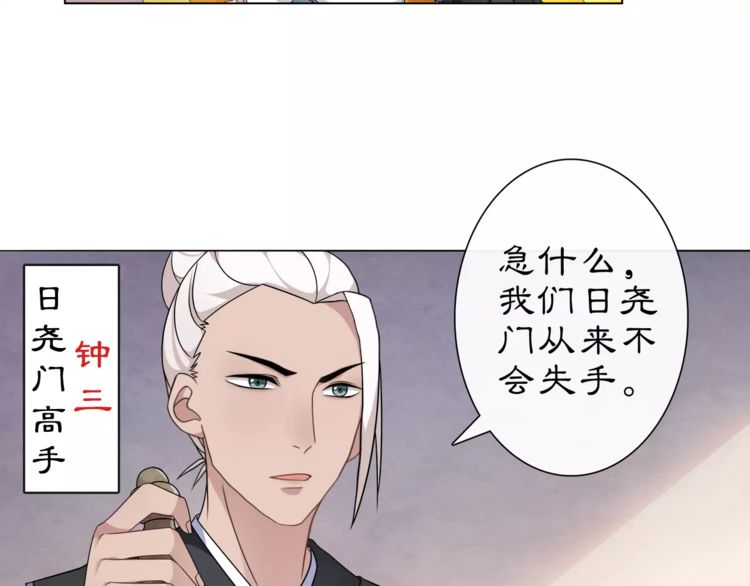 日尧门高手
钟三
急什么，
我们日尧
门从来不
会失手。